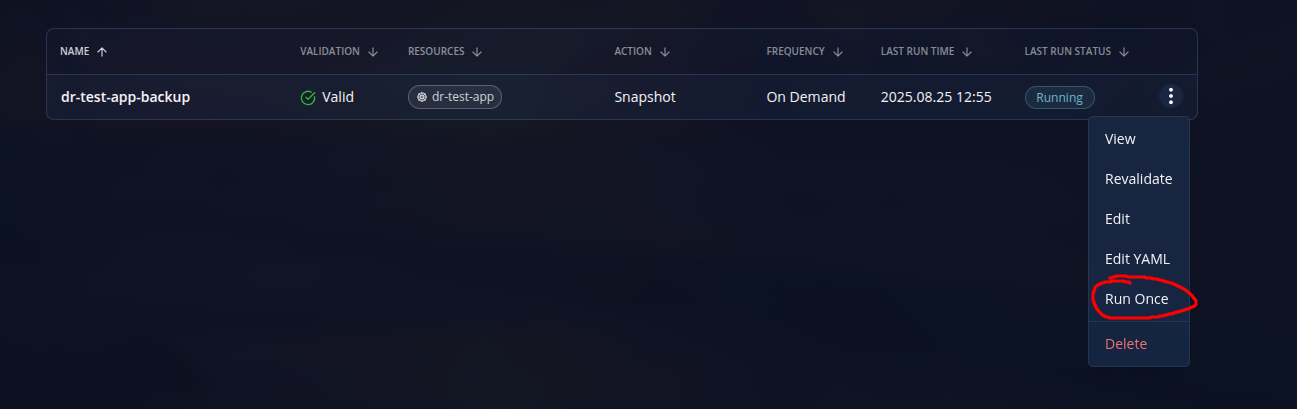 NAME VALIDATION RESOURCES ACTION FREQUENCY LAST RUN TIME LAST RUN STATUS
dr-test-app-backup Valid dr-test-app Snapshot On Demand 2025.08.25 12:55 Running
View
Revalidate
Edit
Edit YAML
Run Once
Delete